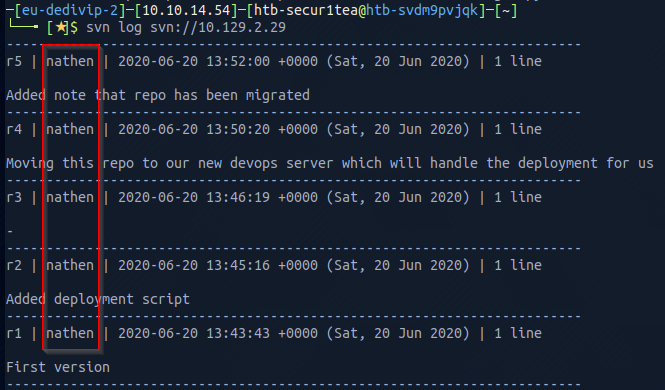 ─[eu-dedivip-2]─[10.10.14.54]─[htb-secur1tea@htb-svdm9pvjqk]─[~]
└──╼ [★]$ svn log svn://10.129.2.29
------------------------------------------------------------------------
r5 | nathen | 2020-06-20 13:52:00 +0000 (Sat, 20 Jun 2020) | 1 line
Added note that repo has been migrated
------------------------------------------------------------------------
r4 | nathen | 2020-06-20 13:50:20 +0000 (Sat, 20 Jun 2020) | 1 line
Moving this repo to our new devops server which will handle the deployment for us
------------------------------------------------------------------------
r3 | nathen | 2020-06-20 13:46:19 +0000 (Sat, 20 Jun 2020) | 1 line
-
------------------------------------------------------------------------
r2 | nathen | 2020-06-20 13:45:16 +0000 (Sat, 20 Jun 2020) | 1 line
Added deployment script
------------------------------------------------------------------------
r1 | nathen | 2020-06-20 13:43:43 +0000 (Sat, 20 Jun 2020) | 1 line
First version
------------------------------------------------------------------------